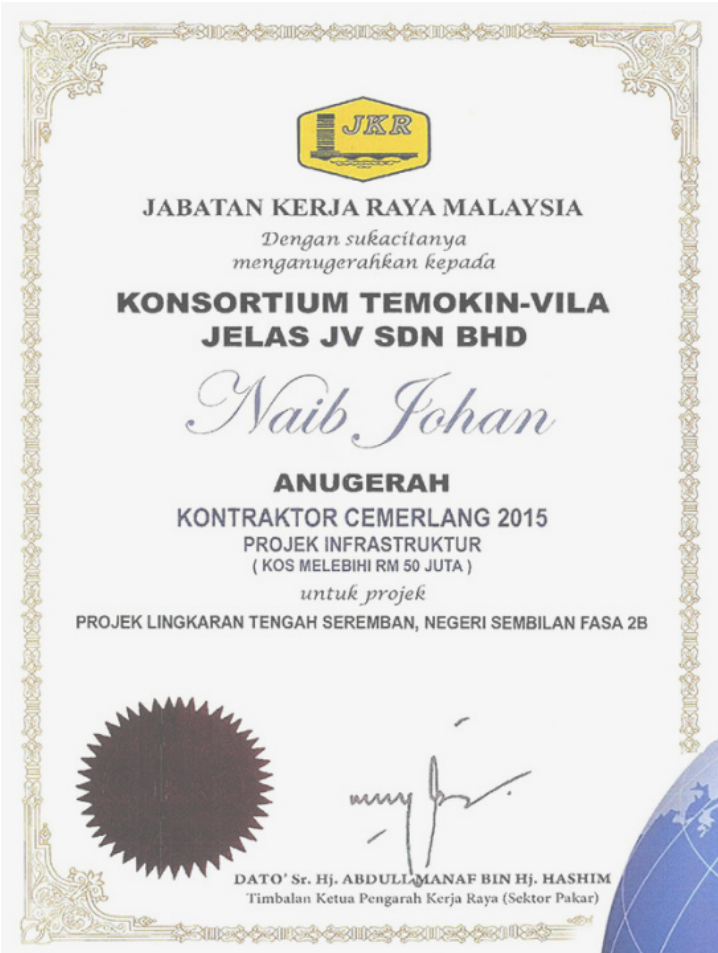 JKR
JABATAN KERJA RAYA MALAYSIA
Dengan sukacitanya
menganugerahkan kepada
KONSORTIUM TEMOKIN-VILA
JELAS JV SDN BHD
Naib Johan
ANUGERAH
KONTRAKTOR CEMERLANG 2015
PROJEK INFRASTRUKTUR
( KOS MELEBIHI RM 50 JUTA )
untuk projek
PROJEK LINGKARAN TENGAH SEREMBAN, NEGERI SEMBILAN FASA 2B
DATO' Sr. Hj. ABDULL MANAF BIN Hj. HASHIM
Timbalan Ketua Pengarah Kerja Raya (Sektor Pakar)